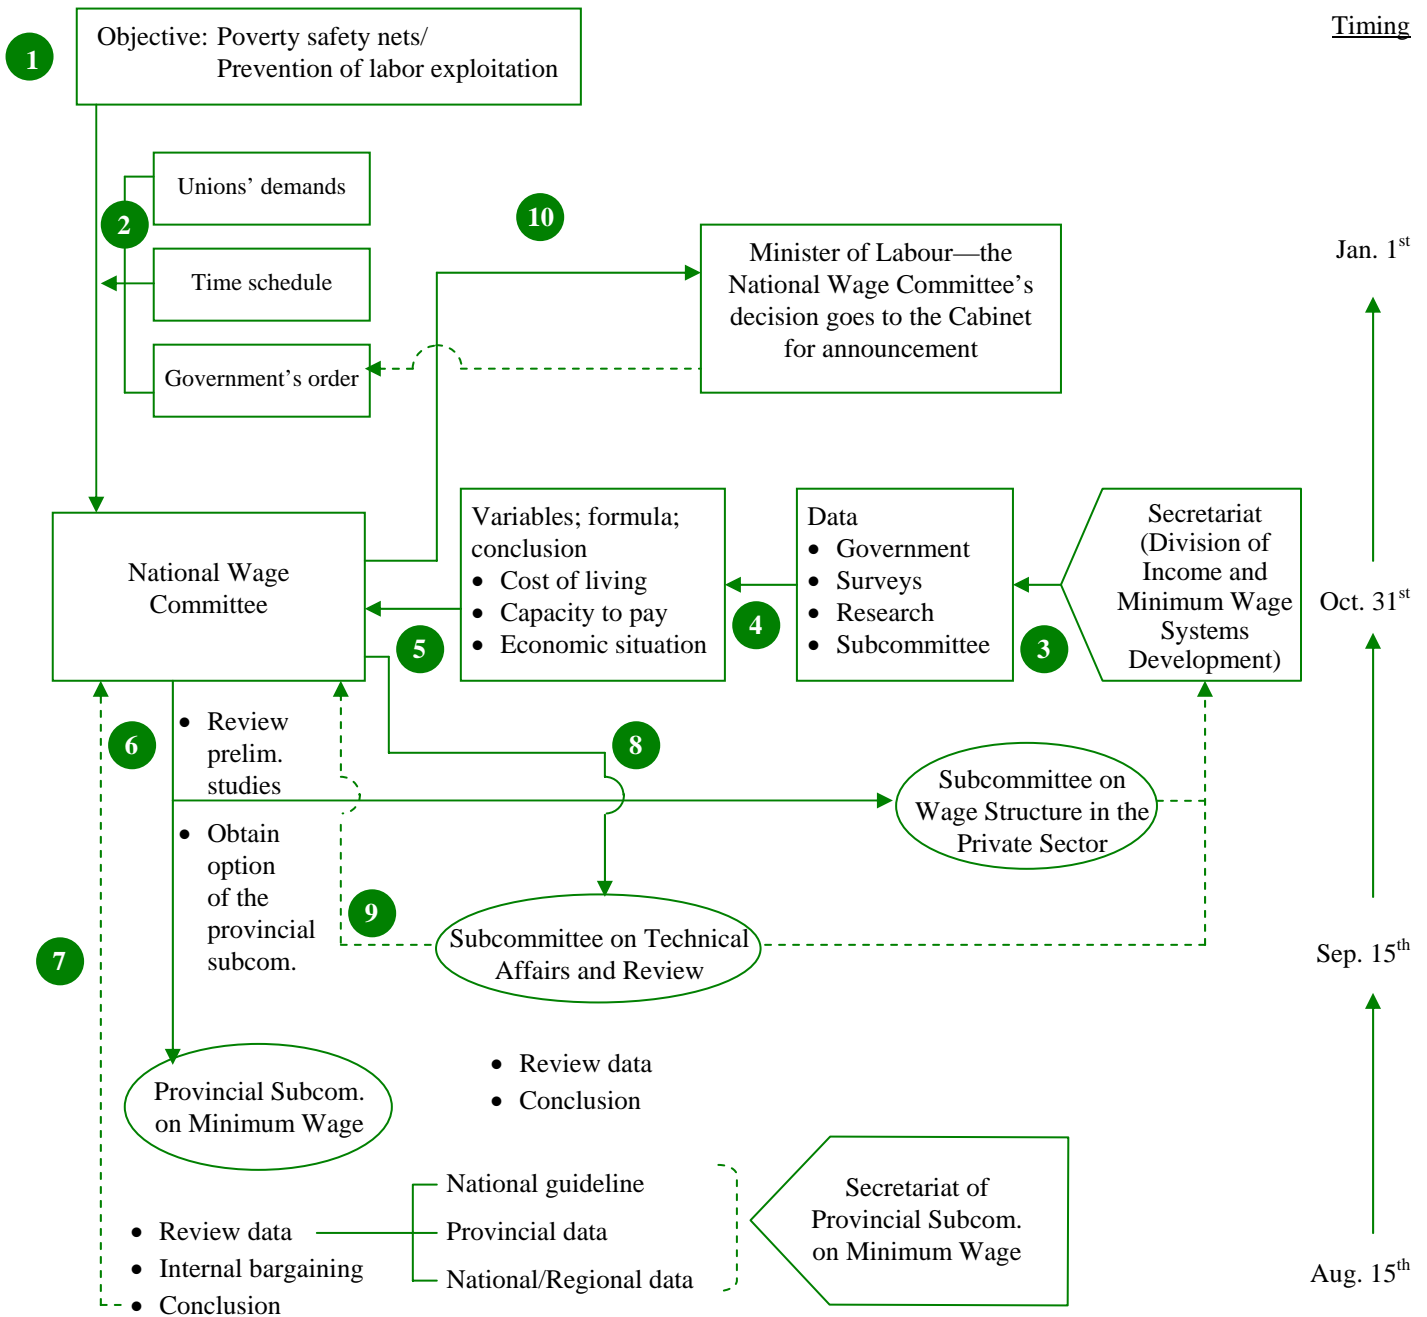 Timing
1
Objective: Poverty safety nets/
Prevention of labor exploitation
Unions’ demands
2
10
Time schedule
Government’s order
Minister of Labour—the
National Wage Committee’s
decision goes to the Cabinet
for announcement
Jan. 1st
National Wage
Committee
Variables; formula;
conclusion
• Cost of living
• Capacity to pay
• Economic situation
5
4
Data
• Government
• Surveys
• Research
• Subcommittee
3
Secretariat
(Division of
Income and
Minimum Wage
Systems
Development)
Oct. 31st
6
• Review
prelim.
studies
• Obtain
option
of the
provincial
subcom.
8
Subcommittee on
Wage Structure in the
Private Sector
7
9
Subcommittee on Technical
Affairs and Review
Sep. 15th
Provincial Subcom.
on Minimum Wage
• Review data
• Conclusion
• Review data
• Internal bargaining
• Conclusion
National guideline
Provincial data
National/Regional data
Secretariat of
Provincial Subcom.
on Minimum Wage
Aug. 15th